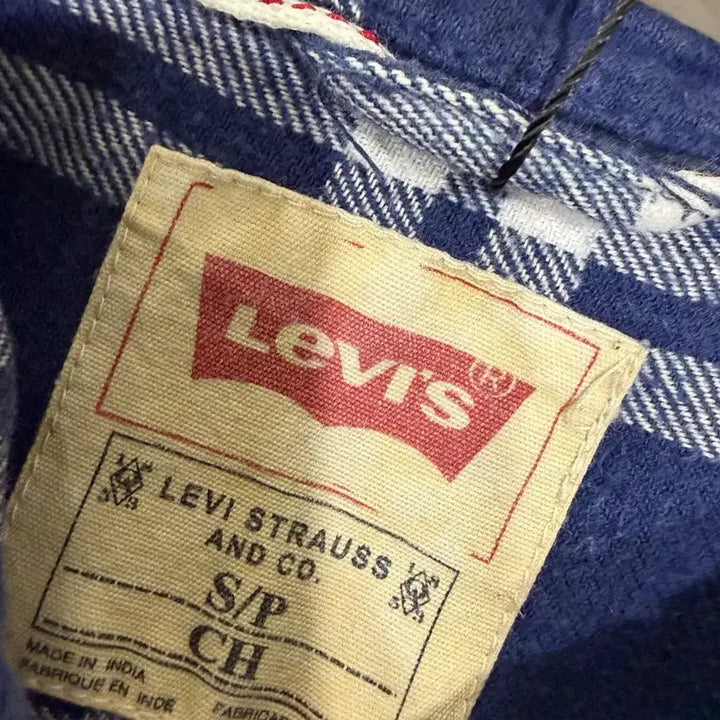 Levi's®
LEVI STRAUSS
AND CO.
S/P
CH
MADE IN INDIA
FABRIQUE EN INDE